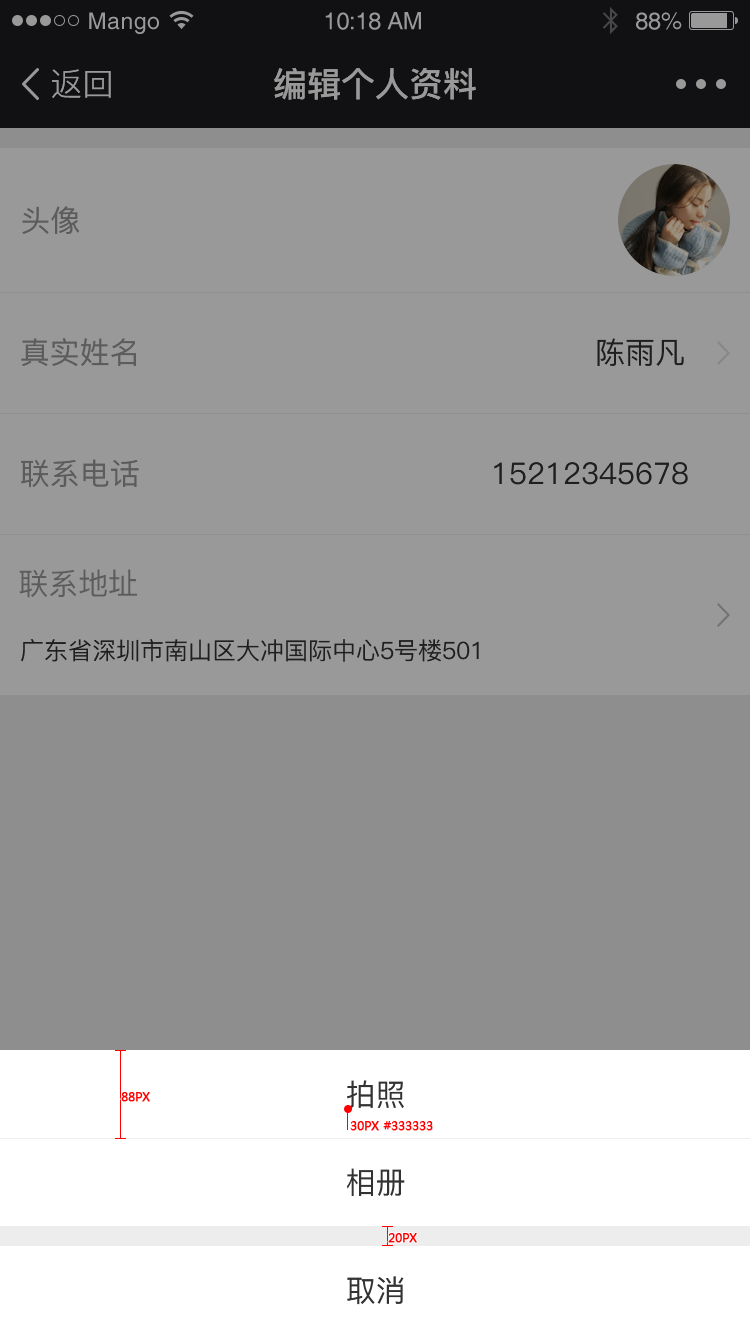 Mango 10:18 AM 88%
返回 编辑个人资料
头像
真实姓名 陈雨凡
联系电话 15212345678
联系地址
广东省深圳市南山区大冲国际中心5号楼501
拍照
88PX
30PX #333333
相册
20PX
取消